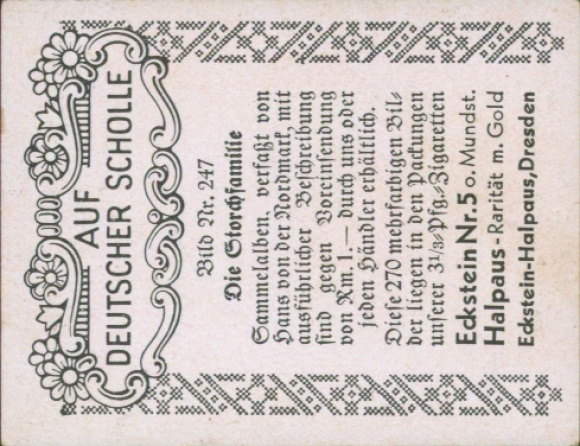 AUF
DEUTSCHER SCHOLLE
Bild Nr. 247
Die Storchfamilie
Sammelalben, verfaßt von
Hans von der Nordmark, mit
ausführlicher Beschreibung
sind gegen Voreinsendung
von Rm. 1.— durch uns oder
jeden Händler erhältlich.
Diese 270 mehrfarbigen Bil⸗
der liegen in den Packungen
unserer 3⅓⸗Pfg.⸗Zigaretten
Eckstein Nr. 5 o. Mundst.
Halpaus - Rarität m. Gold
Eckstein-Halpaus, Dresden